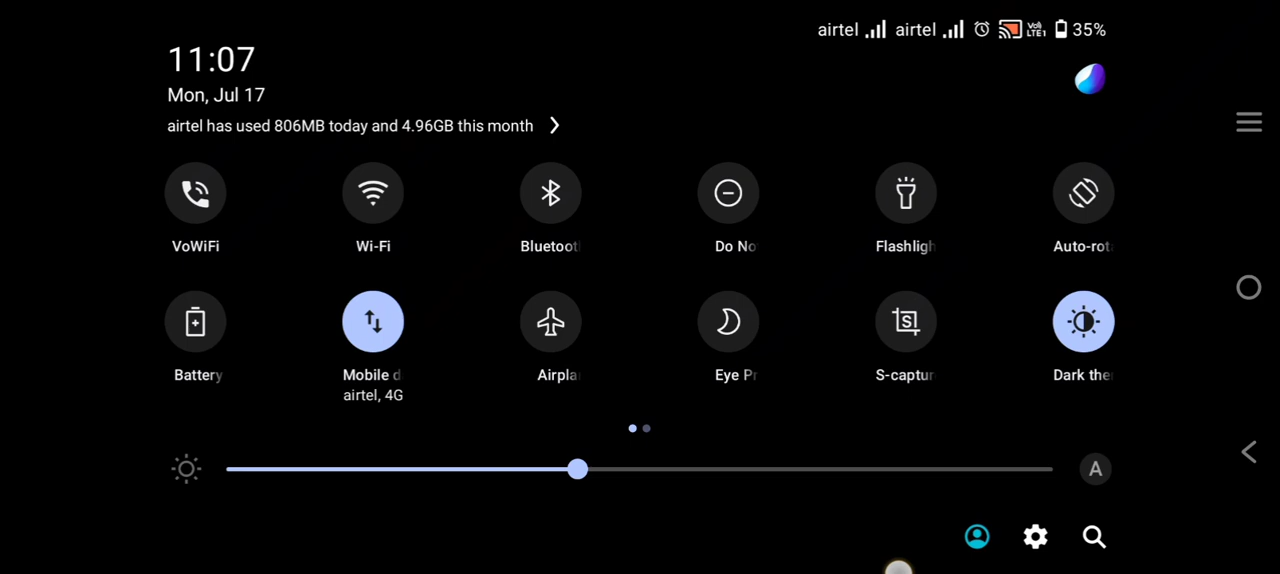 airtel airtel VoLTE1 35%
11:07
Mon, Jul 17
airtel has used 806MB today and 4.96GB this month
VoWiFi Wi-Fi Bluetoot Do No Flashligh Auto-rot
Battery Mobile d Airpla Eye Pr S-captur Dark the
airtel, 4G
A